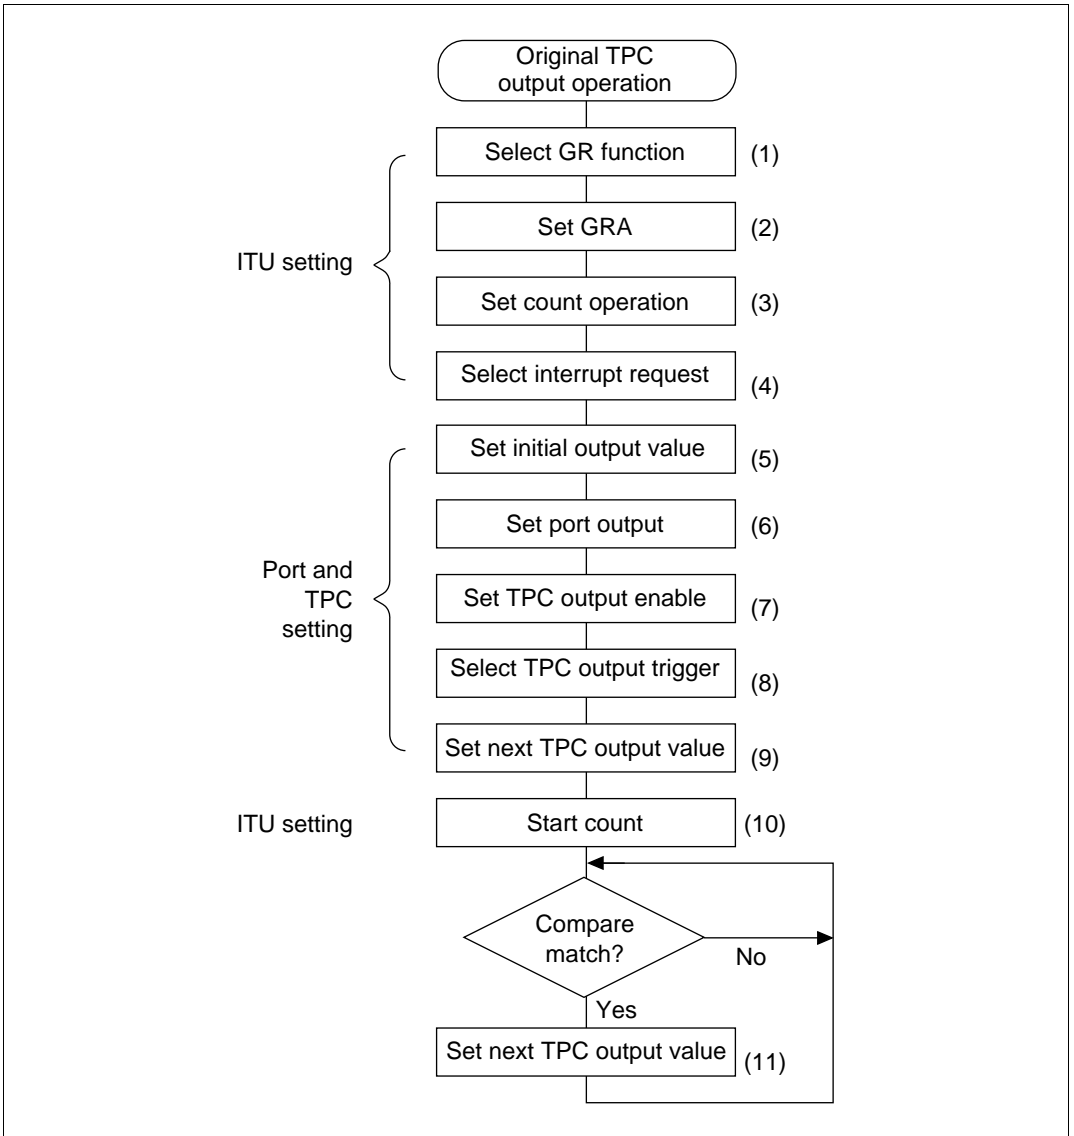 Original TPC
output operation
Select GR function
(1)
Set GRA
(2)
ITU setting
Set count operation
(3)
Select interrupt request
(4)
Set initial output value
(5)
Set port output
(6)
Port and
TPC
setting
Set TPC output enable
(7)
Select TPC output trigger
(8)
Set next TPC output value
(9)
ITU setting
Start count
(10)
Compare
match?
No
Yes
Set next TPC output value
(11)